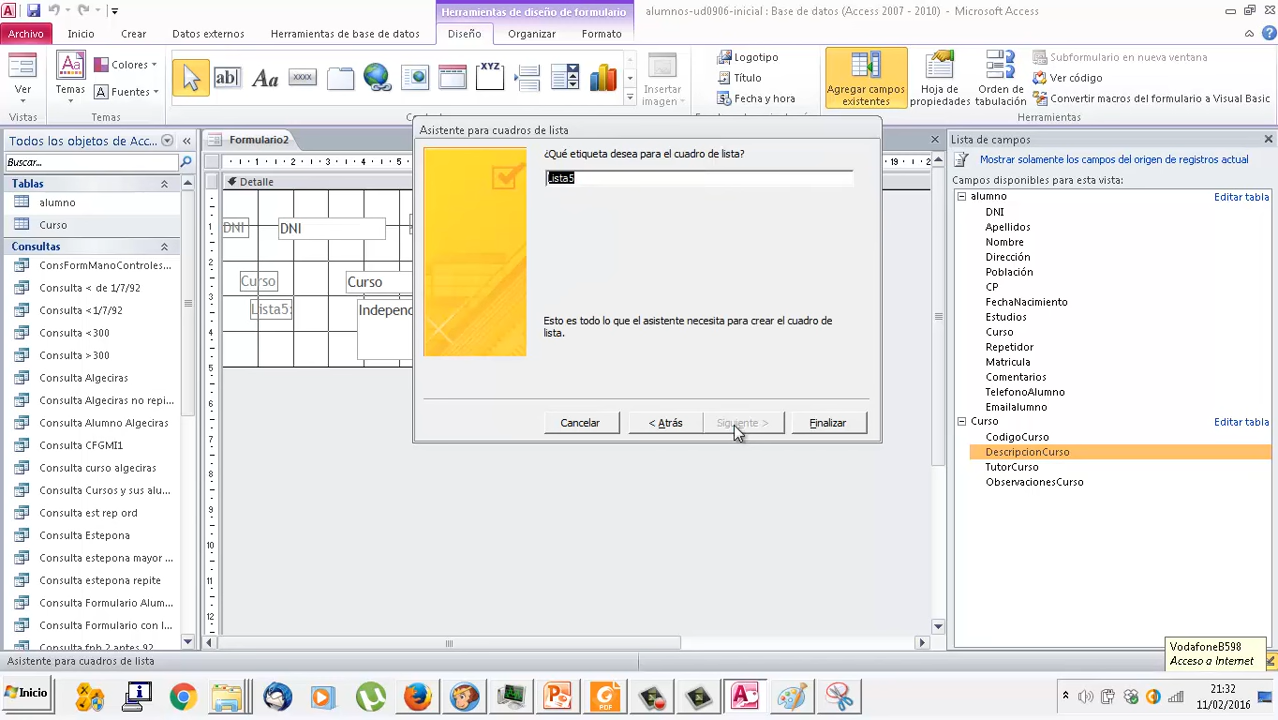 Herramientas de diseño de formulario
alumnos-ud0906-inicial : Base de datos (Access 2007 - 2010) - Microsoft Access
Archivo
Inicio
Crear
Datos externos
Herramientas de base de datos
Diseño
Organizar
Formato
Ver
Vistas
Temas
Colores
Fuentes
Temas
ab|
Aa
xxxx
XYZ
Insertar
imagen
Logotipo
Título
Fecha y hora
Agregar campos
existentes
Hoja de
propiedades
Orden de
tabulación
Subformulario en nueva ventana
Ver código
Convertir macros del formulario a Visual Basic
Herramientas
Todos los objetos de Acc...
Buscar...
Tablas
alumno
Curso
Consultas
ConsFormManoControles...
Consulta < de 1/7/92
Consulta <1/7/92
Consulta <300
Consulta >300
Consulta Algeciras
Consulta Algeciras no repi...
Consulta Alumno Algeciras
Consulta CFGMI1
Consulta curso algeciras
Consulta Cursos y sus alu...
Consulta est rep ord
Consulta Estepona
Consulta estepona mayor ...
Consulta estepona repite
Consulta Formulario Alum...
Consulta Formulario con l...
Consulta fnb 2 antes 92
Formulario2
Detalle
DNI
DNI
Curso
Curso
Lista5:
Indepen
Asistente para cuadros de lista
¿Qué etiqueta desea para el cuadro de lista?
Lista5
Esto es todo lo que el asistente necesita para crear el cuadro de
lista.
Cancelar
< Atrás
Siguiente >
Finalizar
Lista de campos
Mostrar solamente los campos del origen de registros actual
Campos disponibles para esta vista:
alumno
Editar tabla
DNI
Apellidos
Nombre
Dirección
Población
CP
FechaNacimiento
Estudios
Curso
Repetidor
Matricula
Comentarios
TelefonoAlumno
Emailalumno
Curso
Editar tabla
CodigoCurso
DescripcionCurso
TutorCurso
ObservacionesCurso
Asistente para cuadros de lista
VodafoneB598
Acceso a Internet
Inicio
21:32
11/02/2016